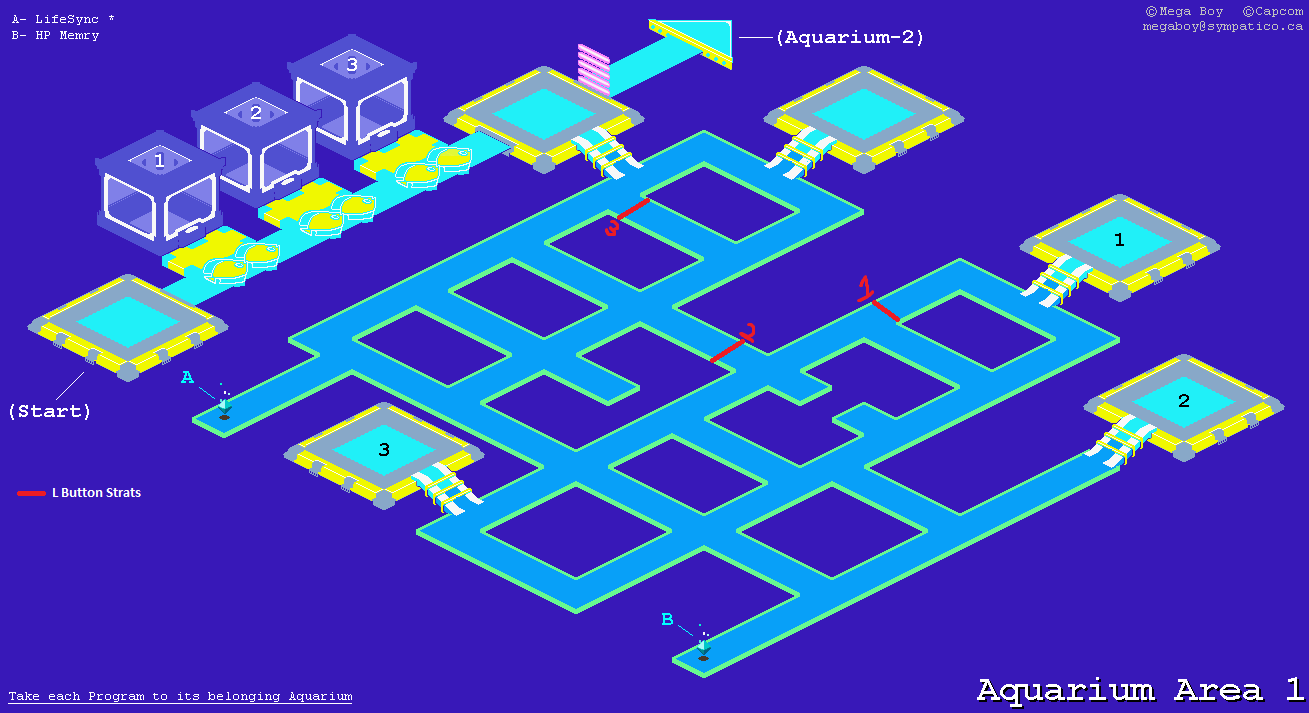 A- LifeSync *
B- HP Memry
©Mega Boy ©Capcom
megaboy@sympatico.ca
(Aquarium-2)
3
2
1
3
1
1
2
2
A
(Start)
3
L Button Strats
B
Take each Program to its belonging Aquarium
Aquarium Area 1